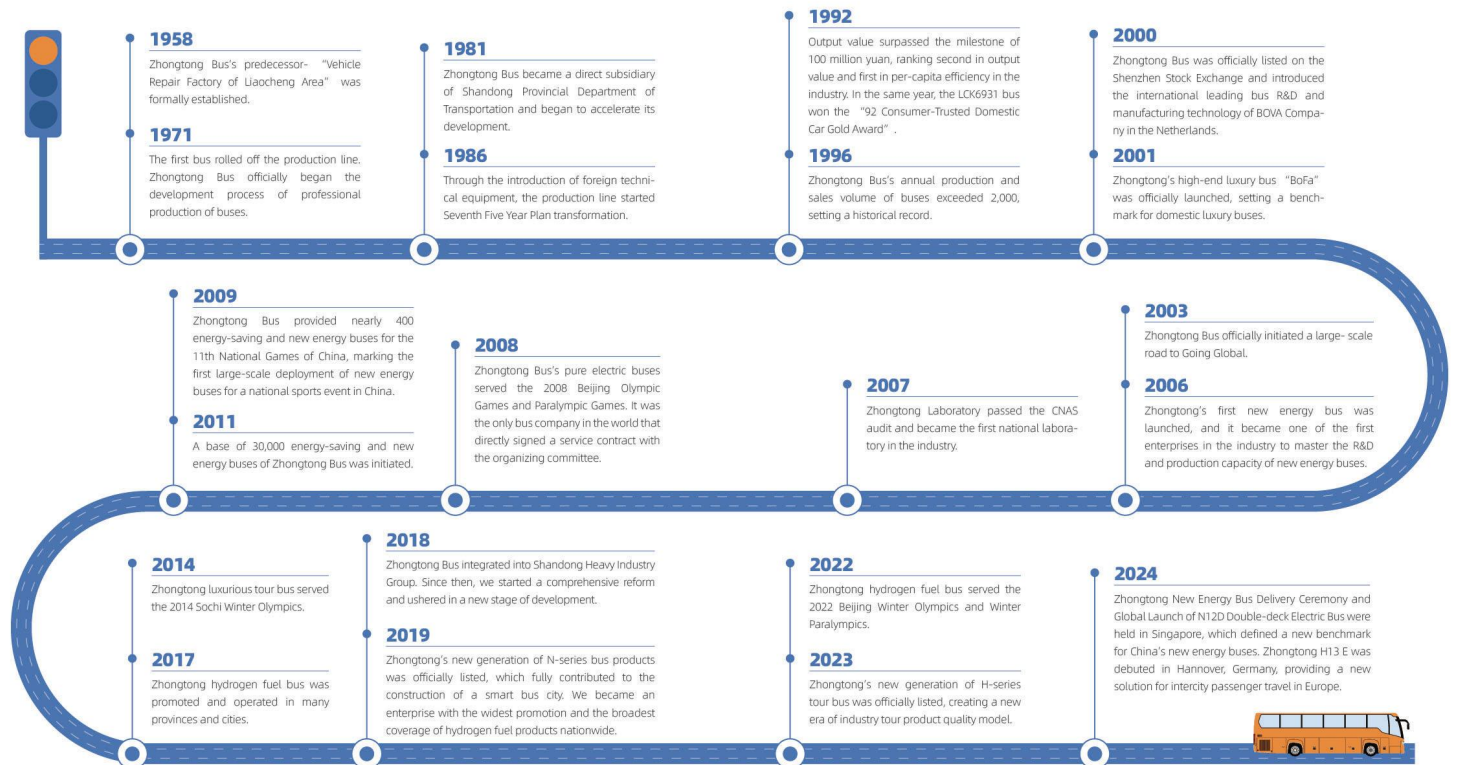 1958
Zhongtong Bus's predecessor- “Vehicle
Repair Factory of Liaocheng Area” was
formally established.
1971
The first bus rolled off the production line.
Zhongtong Bus officially began the
development process of professional
production of buses.
1981
Zhongtong Bus became a direct subsidiary
of Shandong Provincial Department of
Transportation and began to accelerate its
development.
1986
Through the introduction of foreign techni-
cal equipment, the production line started
Seventh Five Year Plan transformation.
1992
Output value surpassed the milestone of
100 million yuan, ranking second in output
value and first in per-capita efficiency in the
industry. In the same year, the LCK6931 bus
won the “92 Consumer-Trusted Domestic
Car Gold Award” .
1996
Zhongtong Bus's annual production and
sales volume of buses exceeded 2,000,
setting a historical record.
2000
Zhongtong Bus was officially listed on the
Shenzhen Stock Exchange and introduced
the international leading bus R&D and
manufacturing technology of BOVA Compa-
ny in the Netherlands.
2001
Zhongtong's high-end luxury bus “BoFa”
was officially launched, setting a bench-
mark for domestic luxury buses.
2003
Zhongtong Bus officially initiated a large- scale
road to Going Global.
2006
Zhongtong's first new energy bus was
launched, and it became one of the first
enterprises in the industry to master the R&D
and production capacity of new energy buses.
2007
Zhongtong Laboratory passed the CNAS
audit and became the first national labora-
tory in the industry.
2008
Zhongtong Bus's pure electric buses
served the 2008 Beijing Olympic
Games and Paralympic Games. It was
the only bus company in the world that
directly signed a service contract with
the organizing committee.
2009
Zhongtong Bus provided nearly 400
energy-saving and new energy buses for the
11th National Games of China, marking the
first large-scale deployment of new energy
buses for a national sports event in China.
2011
A base of 30,000 energy-saving and new
energy buses of Zhongtong Bus was initiated.
2014
Zhongtong luxurious tour bus served
the 2014 Sochi Winter Olympics.
2017
Zhongtong hydrogen fuel bus was
promoted and operated in many
provinces and cities.
2018
Zhongtong Bus integrated into Shandong Heavy Industry
Group. Since then, we started a comprehensive reform
and ushered in a new stage of development.
2019
Zhongtong's new generation of N-series bus products
was officially listed, which fully contributed to the
construction of a smart bus city. We became an
enterprise with the widest promotion and the broadest
coverage of hydrogen fuel products nationwide.
2022
Zhongtong hydrogen fuel bus served the
2022 Beijing Winter Olympics and Winter
Paralympics.
2023
Zhongtong's new generation of H-series
tour bus was officially listed, creating a new
era of industry tour product quality model.
2024
Zhongtong New Energy Bus Delivery Ceremony and
Global Launch of N12D Double-deck Electric Bus were
held in Singapore, which defined a new benchmark
for China's new energy buses. Zhongtong H13 E was
debuted in Hannover, Germany, providing a new
solution for intercity passenger travel in Europe.